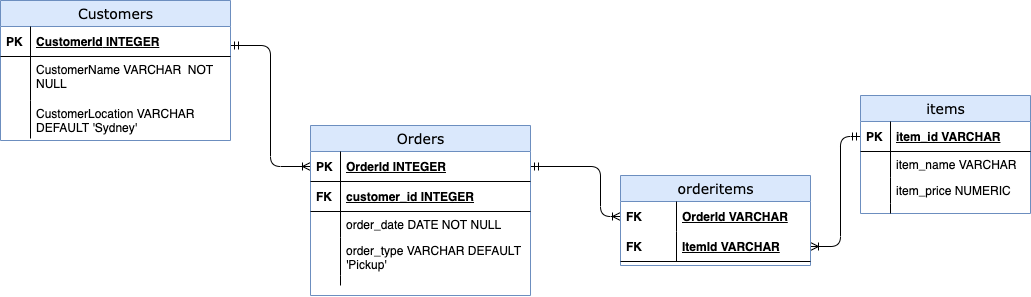 Customers
PK CustomerId INTEGER
CustomerName VARCHAR  NOT
NULL
CustomerLocation VARCHAR
DEFAULT 'Sydney'
Orders
PK OrderId INTEGER
FK customer_id INTEGER
order_date DATE NOT NULL
order_type VARCHAR DEFAULT
'Pickup'
orderitems
FK OrderId VARCHAR
FK ItemId VARCHAR
items
PK item_id VARCHAR
item_name VARCHAR
item_price NUMERIC